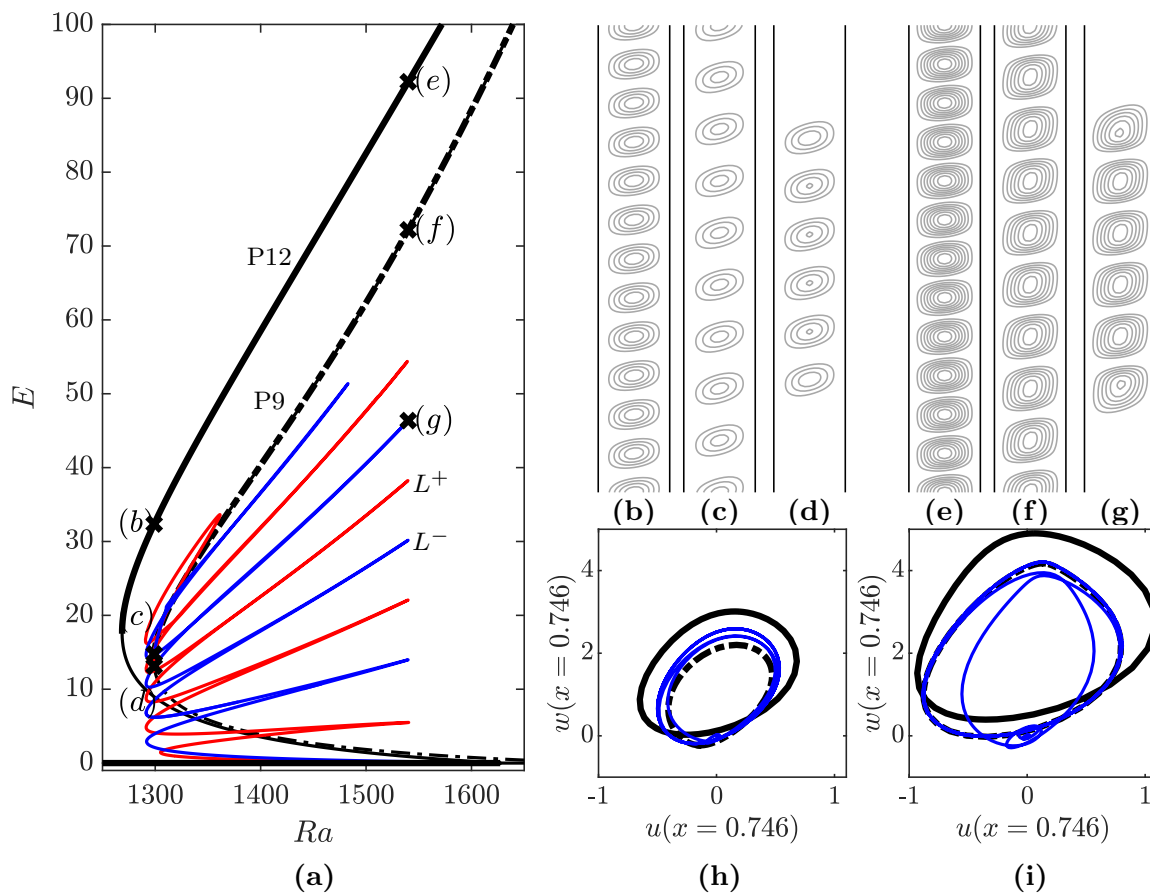 100
90
80
70
60
50
40
30
20
10
0
E
1300
1400
1500
1600
Ra
(a)
P12
P9
(e)
(f)
(g)
L+
L−
(b)
c)
(d)
(b)
(c)
(d)
(e)
(f)
(g)
4
2
0
w(x = 0.746)
-1
0
1
u(x = 0.746)
(h)
4
2
0
w(x = 0.746)
-1
0
1
u(x = 0.746)
(i)